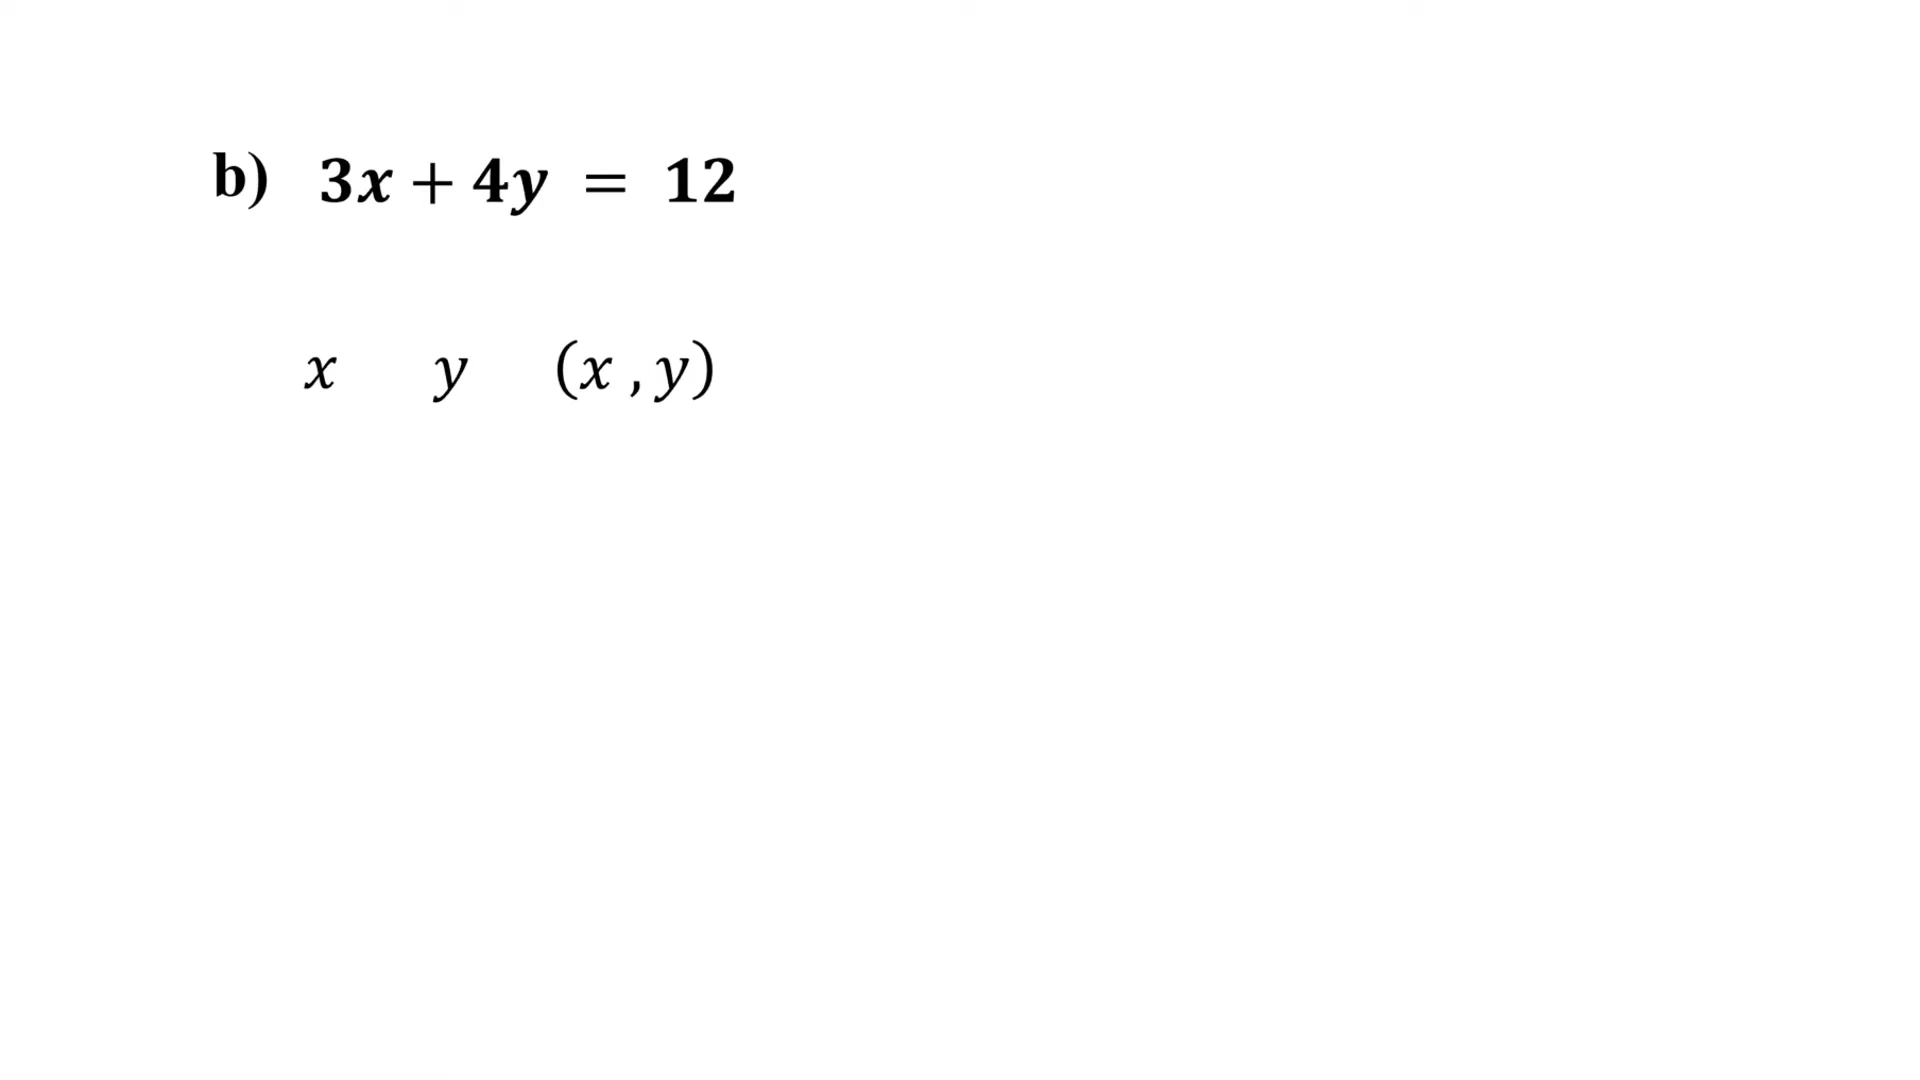 b) 3x + 4y = 12
x y (x , y)